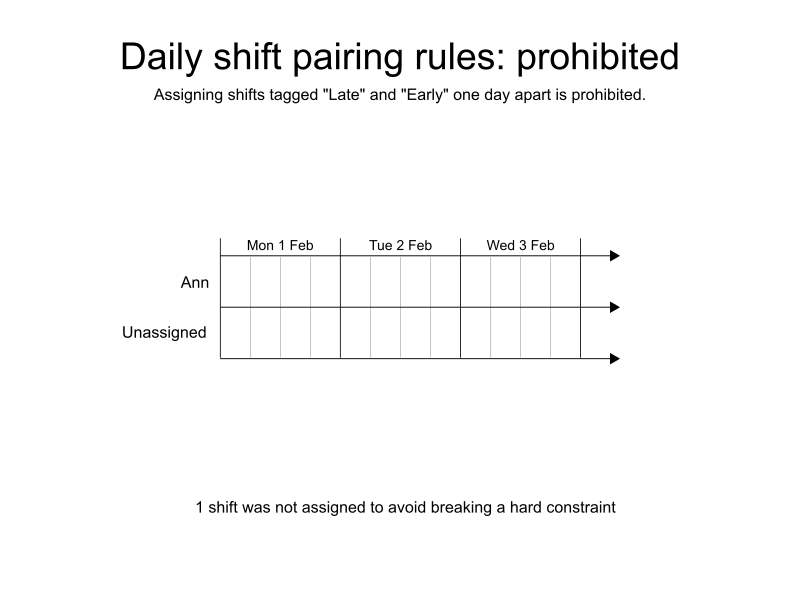 Daily shift pairing rules: prohibited
Assigning shifts tagged "Late" and "Early" one day apart is prohibited.
Mon 1 Feb
Tue 2 Feb
Wed 3 Feb
Ann
Unassigned
1 shift was not assigned to avoid breaking a hard constraint